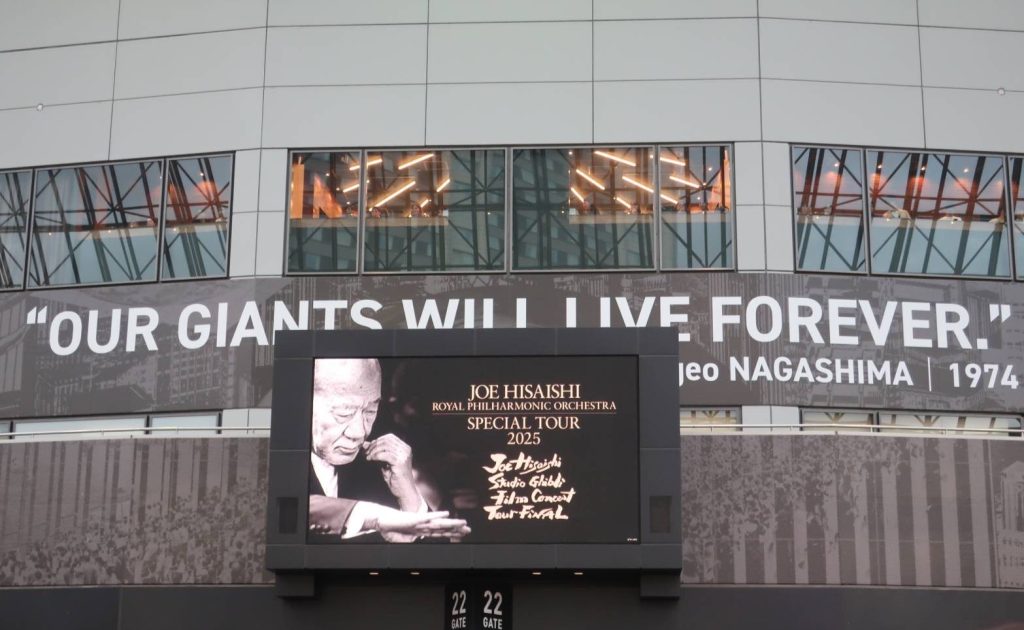 "OUR GIANTS WILL LIVE FOREVER."
geo NAGASHIMA | 1974
JOE HISAISHI
ROYAL PHILHARMONIC ORCHESTRA
SPECIAL TOUR
2025
Joe Hisaishi
Studio Ghibli
Film Concert
Tour Final
22 22
GATE GATE